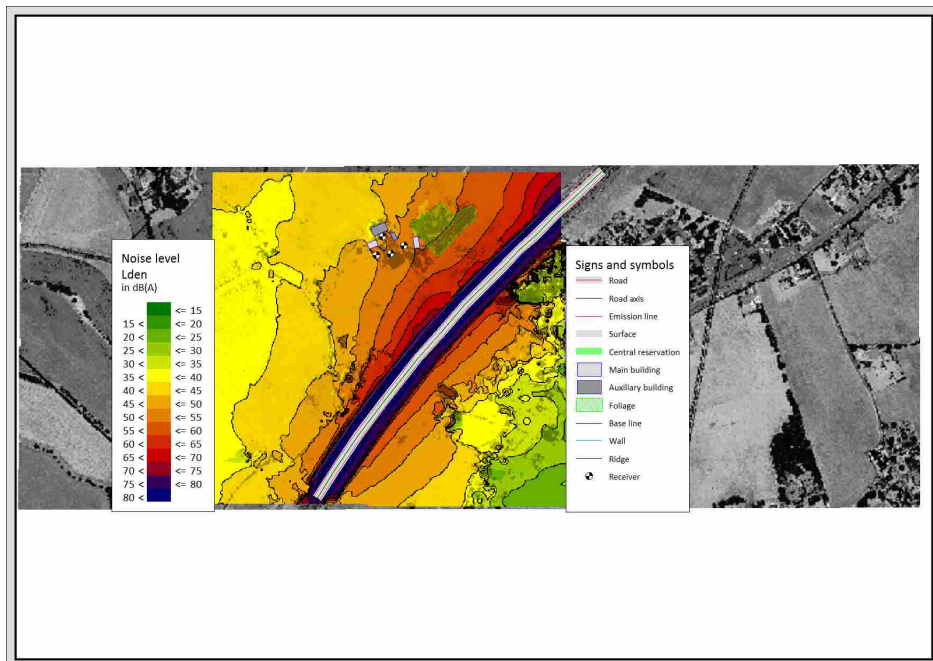 Noise level
Lden
in dB(A)
<= 15
15 < <= 20
20 < <= 25
25 < <= 30
30 < <= 35
35 < <= 40
40 < <= 45
45 < <= 50
50 < <= 55
55 < <= 60
60 < <= 65
65 < <= 70
70 < <= 75
75 < <= 80
80 <
Signs and symbols
Road
Road axis
Emission line
Surface
Central reservation
Main building
Auxiliary building
Foliage
Base line
Wall
Ridge
Receiver